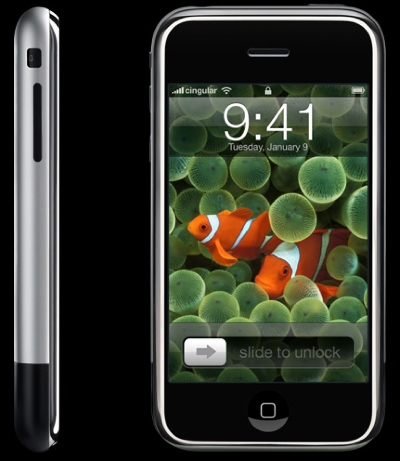 cingular
9:41
Tuesday, January 9
slide to unlock